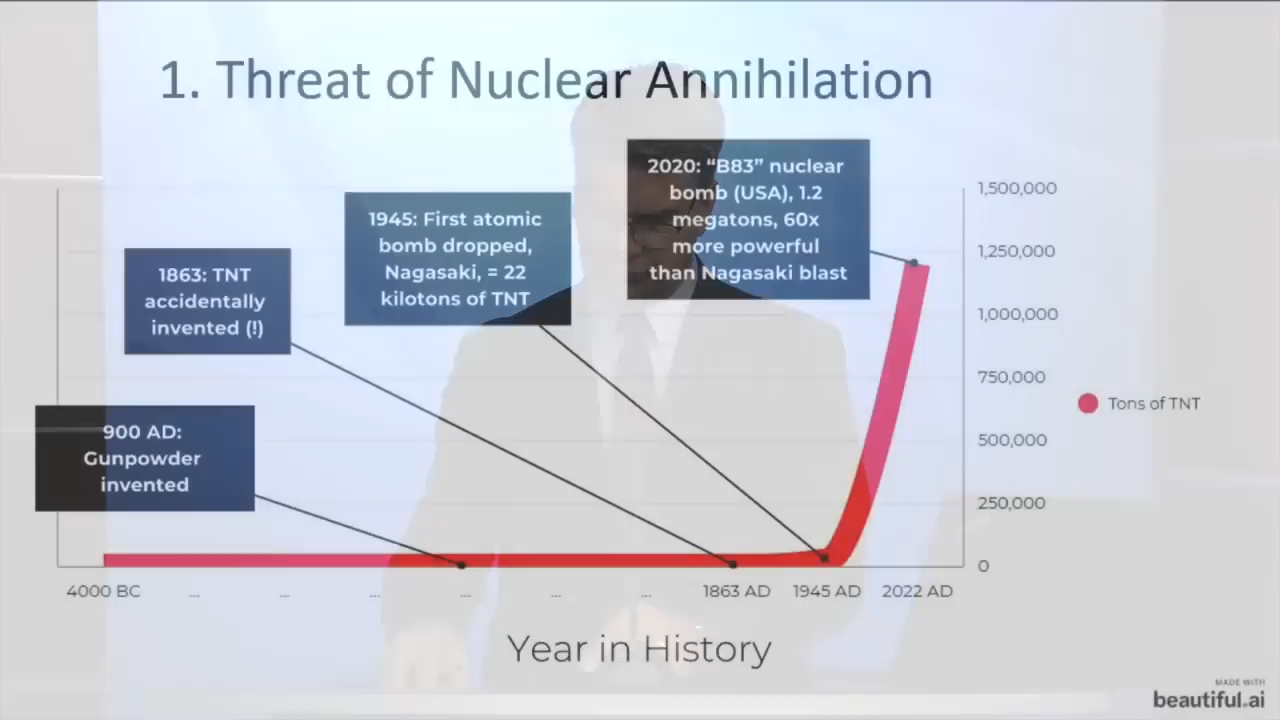 1. Threat of Nuclear Annihilation
2020: “B83” nuclear
bomb (USA), 1.2
megatons, 60x
more powerful
than Nagasaki blast
1945: First atomic
bomb dropped,
Nagasaki, = 22
kilotons of TNT
1863: TNT
accidentally
invented (!)
900 AD:
Gunpowder
invented
1,500,000
1,250,000
1,000,000
750,000
500,000
250,000
0
Tons of TNT
4000 BC ... ... ... ... ... ... 1863 AD 1945 AD 2022 AD
Year in History
MADE WITH
beautiful.ai